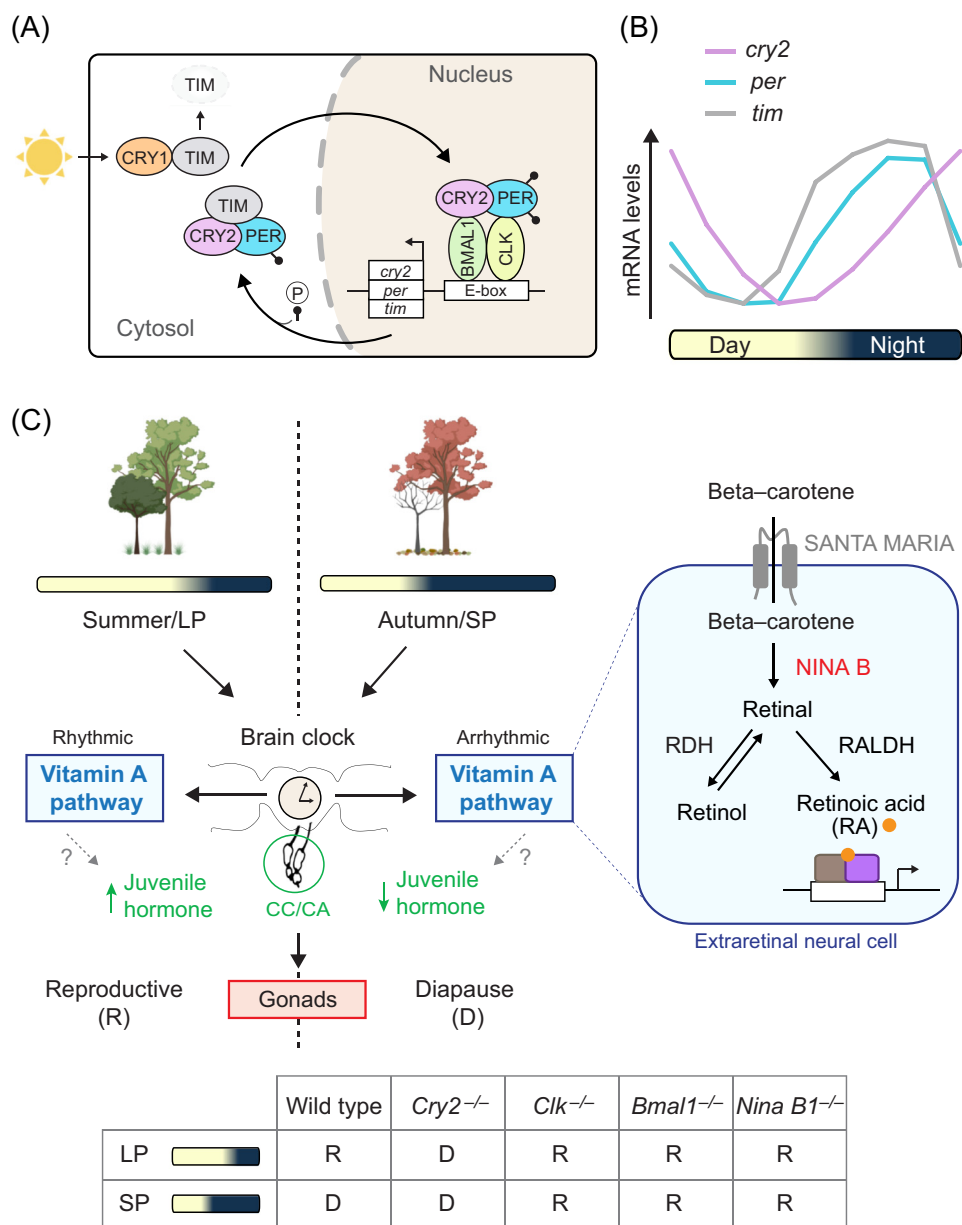 (A)
Nucleus
TIM
CRY1
TIM
TIM
CRY2
PER
CRY2
PER
BMAL1
CLK
cry2
per
tim
E-box
P
Cytosol
(B)
cry2
per
tim
mRNA levels
Day
Night
(C)
Summer/LP
Autumn/SP
Brain clock
Rhythmic
Vitamin A
pathway
?
Juvenile
hormone
CC/CA
Arrhythmic
Vitamin A
pathway
?
Juvenile
hormone
Reproductive
(R)
Gonads
Diapause
(D)
Beta–carotene
SANTA MARIA
Beta–carotene
NINA B
Retinal
RDH
RALDH
Retinol
Retinoic acid
(RA)
Extraretinal neural cell
Wild type Cry2–/– Clk–/– Bmal1–/– Nina B1–/–
LP R D R R R
SP D D R R R